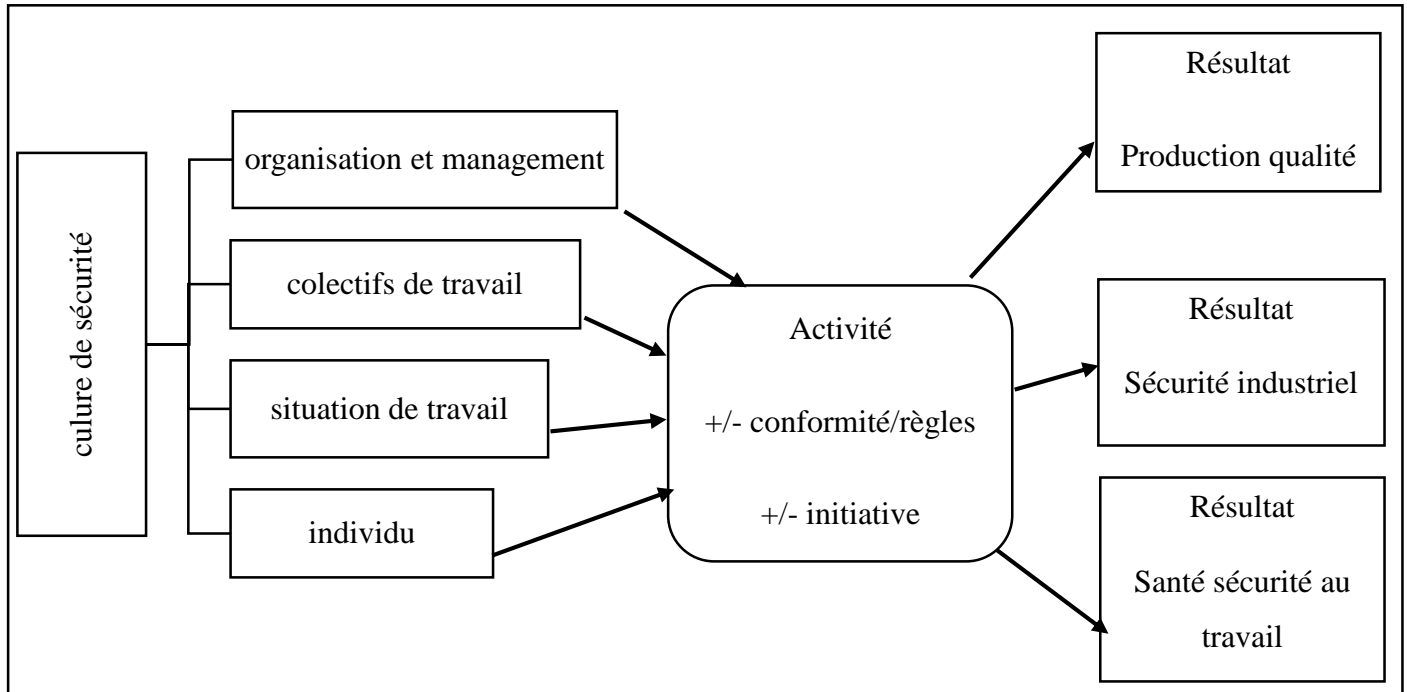 culure de sécurité
organisation et management
colectifs de travail
situation de travail
individu
Activité
+/- conformité/règles
+/- initiative
Résultat
Production qualité
Résultat
Sécurité industriel
Résultat
Santé sécurité au
travail